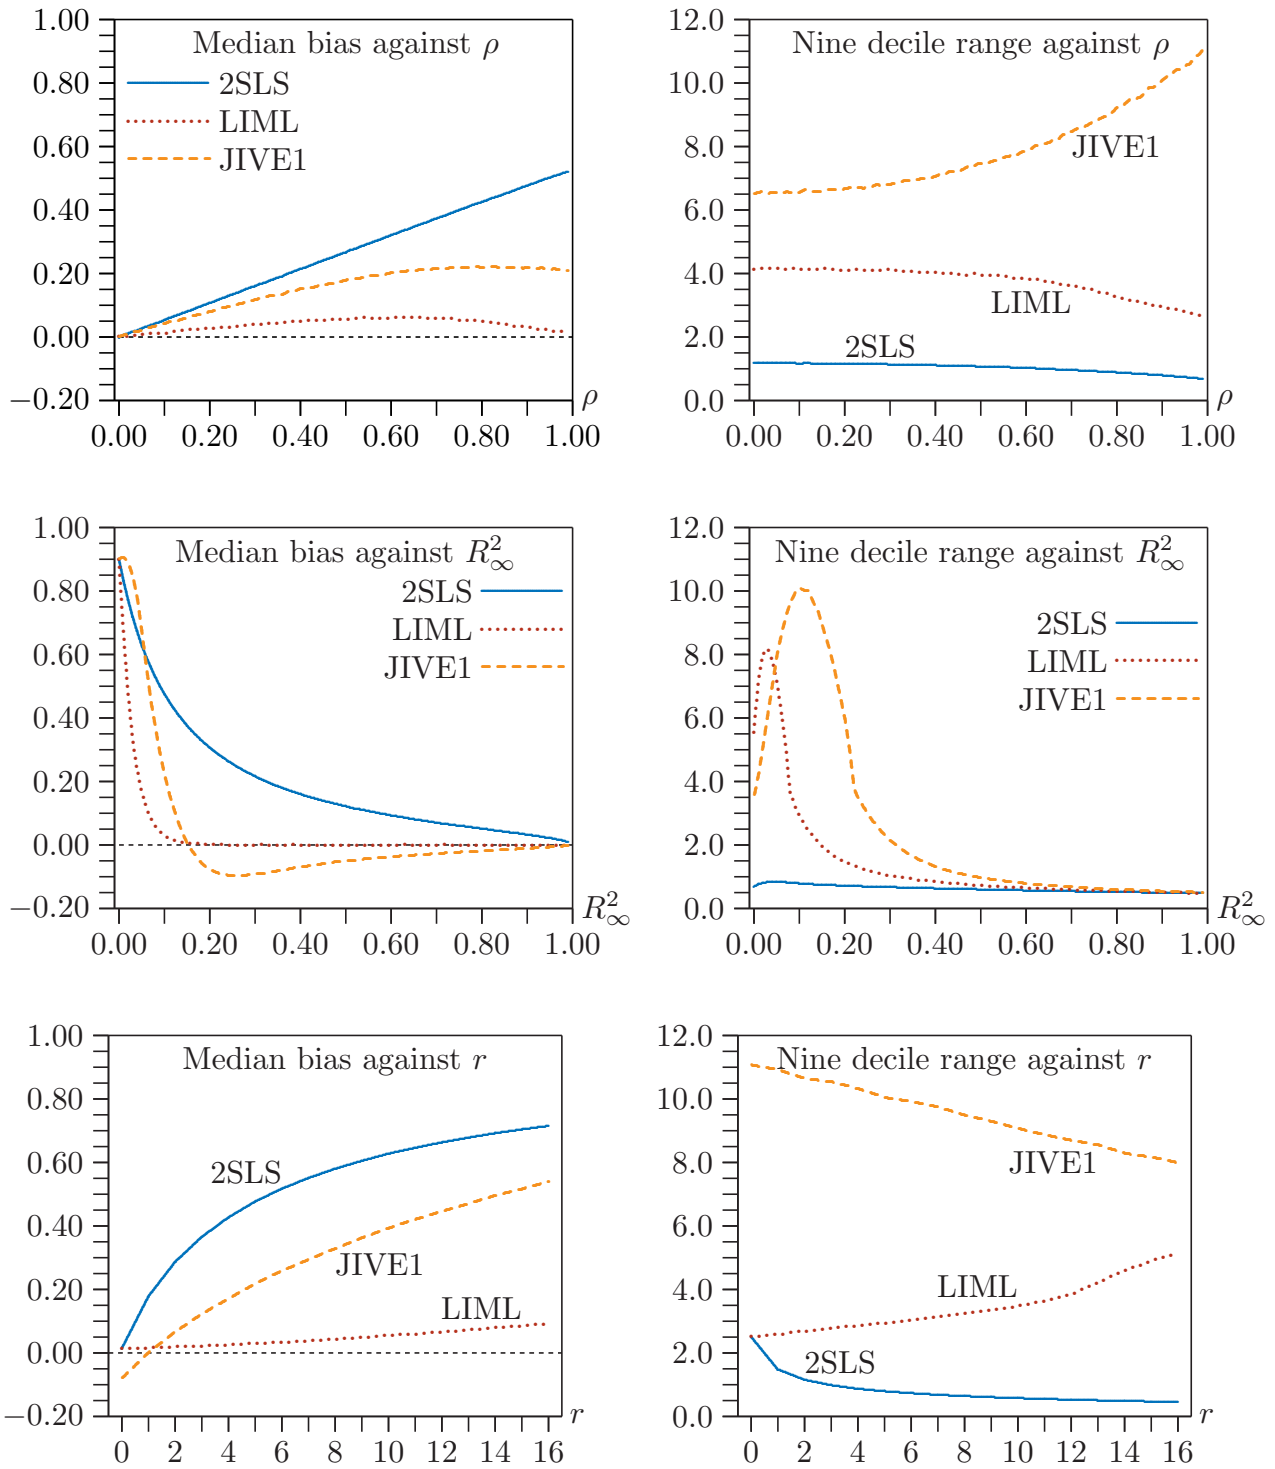 Median bias against ρ
1.00
0.80
0.60
0.40
0.20
0.00
−0.20
2SLS
LIML
JIVE1
0.00 0.20 0.40 0.60 0.80 1.00
ρ
Nine decile range against ρ
12.0
10.0
8.0
6.0
4.0
2.0
0.0
JIVE1
LIML
2SLS
0.00 0.20 0.40 0.60 0.80 1.00
ρ
Median bias against R²∞
1.00
0.80
0.60
0.40
0.20
0.00
−0.20
2SLS
LIML
JIVE1
0.00 0.20 0.40 0.60 0.80 1.00
R²∞
Nine decile range against R²∞
12.0
10.0
8.0
6.0
4.0
2.0
0.0
2SLS
LIML
JIVE1
0.00 0.20 0.40 0.60 0.80 1.00
R²∞
Median bias against r
1.00
0.80
0.60
0.40
0.20
0.00
−0.20
2SLS
JIVE1
LIML
0 2 4 6 8 10 12 14 16
r
Nine decile range against r
12.0
10.0
8.0
6.0
4.0
2.0
0.0
JIVE1
LIML
2SLS
0 2 4 6 8 10 12 14 16
r